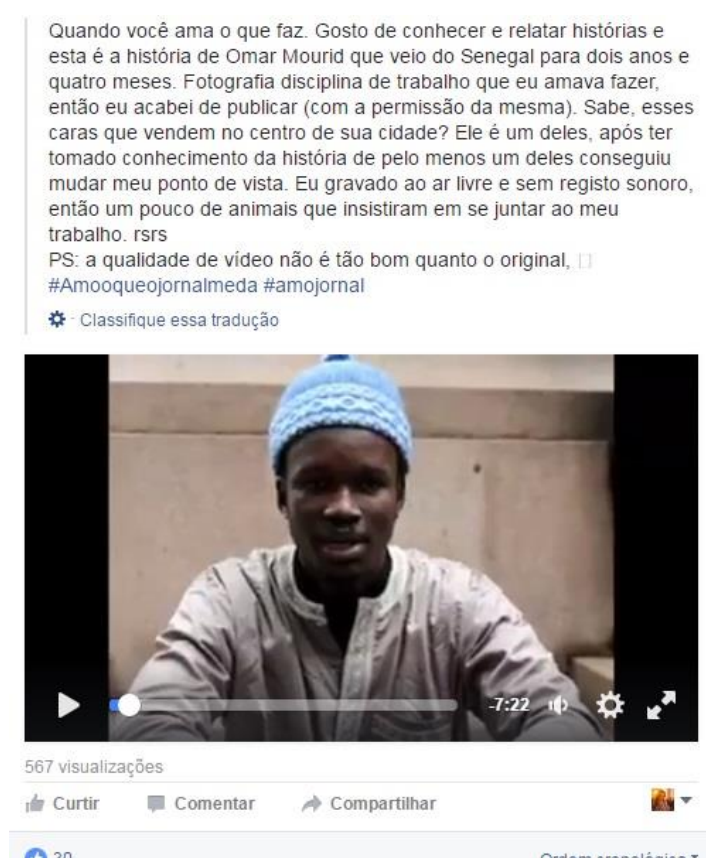 Quando você ama o que faz. Gosto de conhecer e relatar histórias e
esta é a história de Omar Mourid que veio do Senegal para dois anos e
quatro meses. Fotografia disciplina de trabalho que eu amava fazer,
então eu acabei de publicar (com a permissão da mesma). Sabe, esses
caras que vendem no centro de sua cidade? Ele é um deles, após ter
tomado conhecimento da história de pelo menos um deles conseguiu
mudar meu ponto de vista. Eu gravado ao ar livre e sem registo sonoro,
então um pouco de animais que insistiram em se juntar ao meu
trabalho. rsrs
PS: a qualidade de vídeo não é tão bom quanto o original,
#Amooqueojornalmeda #amojornal
· Classifique essa tradução
-7:22
567 visualizações
Curtir Comentar Compartilhar